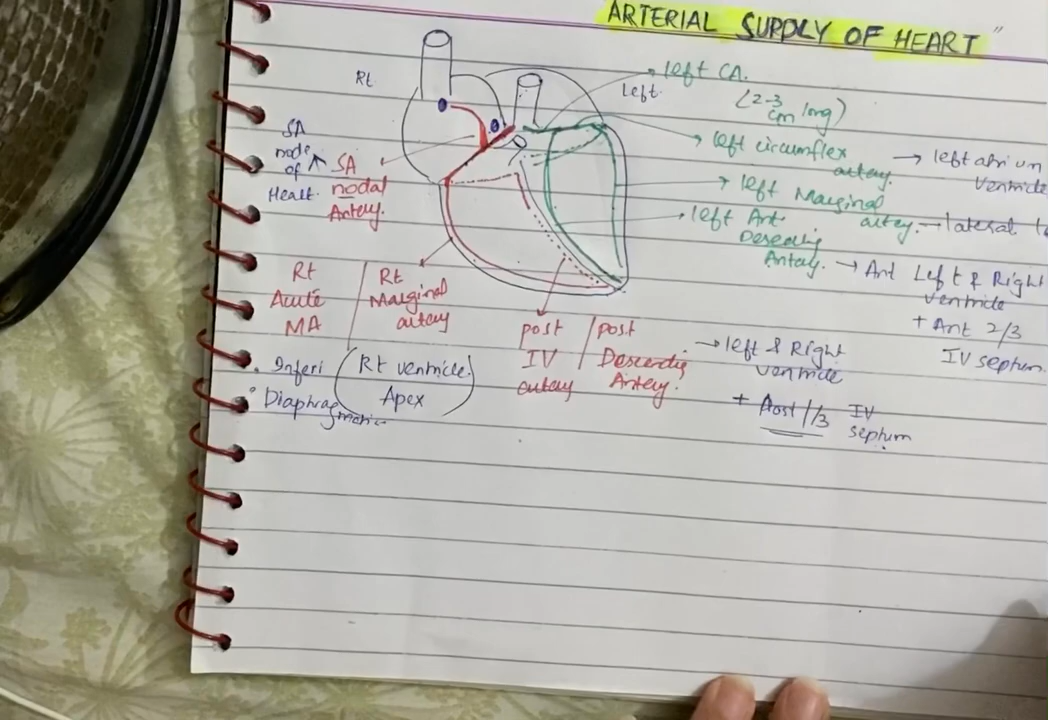 ARTERIAL SUPPLY OF HEART "
Rt
Left
left CA.
(2-3
cm long)
left circumflex
artery.
→ left atrium
Ventricle
left Marginal
artery. → lateral
left Ant
Descending
Artery.
→ Ant Left & Right
Ventricle
+ Ant 2/3
IV septum.
SA
node
of
Heart.
SA
nodal
Artery.
Rt
Acute
MA
Rt
Marginal
artery
. Inferi
Diaphragmatic
Rt ventricle.
Apex
post
IV
artery
post
Descending
Artery.
→ left & Right
ventricle
+ Post 1/3 IV
septum